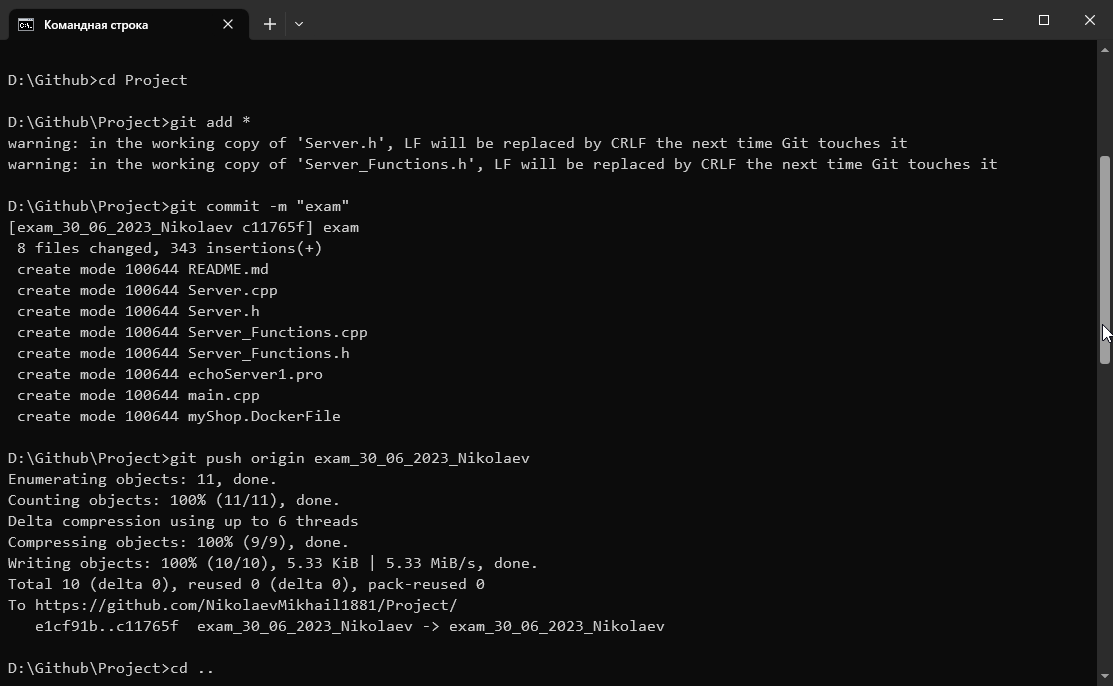 Командная строка
D:\Github>cd Project
D:\Github\Project>git add *
warning: in the working copy of 'Server.h', LF will be replaced by CRLF the next time Git touches it
warning: in the working copy of 'Server_Functions.h', LF will be replaced by CRLF the next time Git touches it
D:\Github\Project>git commit -m "exam"
[exam_30_06_2023_Nikolaev c11765f] exam
 8 files changed, 343 insertions(+)
 create mode 100644 README.md
 create mode 100644 Server.cpp
 create mode 100644 Server.h
 create mode 100644 Server_Functions.cpp
 create mode 100644 Server_Functions.h
 create mode 100644 echoServer1.pro
 create mode 100644 main.cpp
 create mode 100644 myShop.DockerFile
D:\Github\Project>git push origin exam_30_06_2023_Nikolaev
Enumerating objects: 11, done.
Counting objects: 100% (11/11), done.
Delta compression using up to 6 threads
Compressing objects: 100% (9/9), done.
Writing objects: 100% (10/10), 5.33 KiB | 5.33 MiB/s, done.
Total 10 (delta 0), reused 0 (delta 0), pack-reused 0
To https://github.com/NikolaevMikhail1881/Project/
   e1cf91b..c11765f  exam_30_06_2023_Nikolaev -> exam_30_06_2023_Nikolaev
D:\Github\Project>cd ..